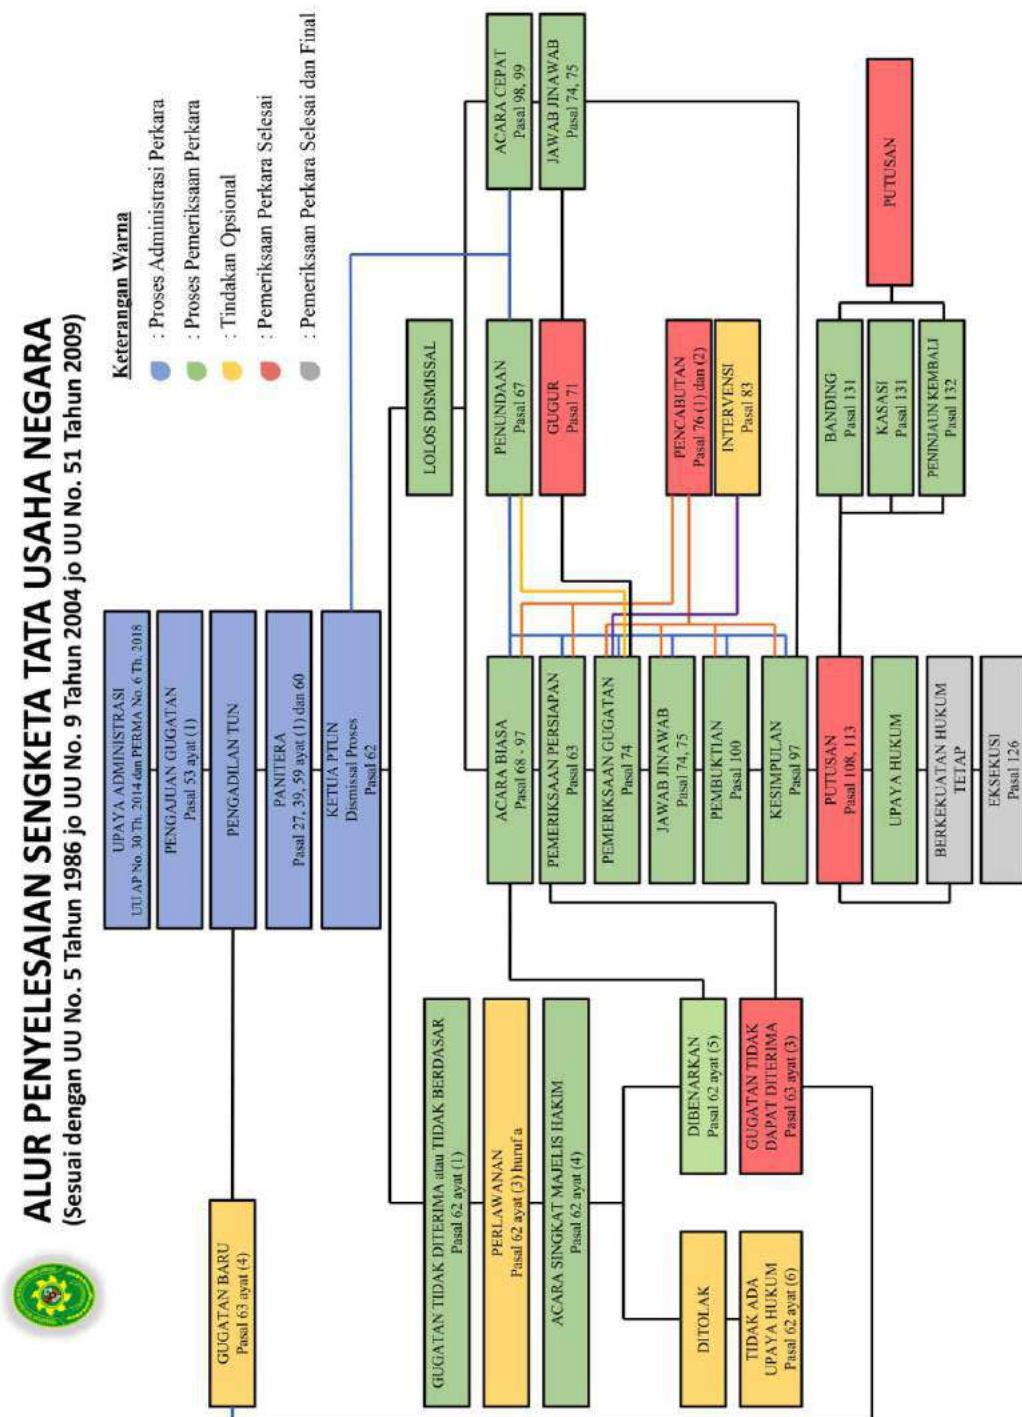 ALUR PENYELESAIAN SENGKETA TATA USAHA NEGARA
(Sesuai dengan UU No. 5 Tahun 1986 jo UU No. 9 Tahun 2004 jo UU No. 51 Tahun 2009)
Keterangan Warna
: Proses Administrasi Perkara
: Proses Pemeriksaan Perkara
: Tindakan Opsional
: Pemeriksaan Perkara Selesai
: Pemeriksaan Perkara Selesai dan Final
UPAYA ADMINISTRASI
UU AP No. 30 Th. 2014 dan PERMA No. 6 Th. 2018
PENGAJUAN GUGATAN
Pasal 53 ayat (1)
GUGATAN BARU
Pasal 63 ayat (4)
PENGADILAN TUN
PANITERA
Pasal 27, 39, 59 ayat (1) dan 60
KETUA PTUN
Dismissal Proses
Pasal 62
GUGATAN TIDAK DITERIMA atau TIDAK BERDASAR
Pasal 62 ayat (1)
PERLAWANAN
Pasal 62 ayat (3) huruf a
ACARA SINGKAT MAJELIS HAKIM
Pasal 62 ayat (4)
DITOLAK
TIDAK ADA
UPAYA HUKUM
Pasal 62 ayat (6)
DIBENARKAN
Pasal 62 ayat (5)
GUGATAN TIDAK
DAPAT DITERIMA
Pasal 63 ayat (3)
LOLOS DISMISSAL
ACARA BIASA
Pasal 68 - 97
PEMERIKSAAN PERSIAPAN
Pasal 63
PEMERIKSAAN GUGATAN
Pasal 74
JAWAB JINAWAB
Pasal 74, 75
PEMBUKTIAN
Pasal 100
KESIMPULAN
Pasal 97
PUTUSAN
Pasal 108, 113
UPAYA HUKUM
BERKEKUATAN HUKUM
TETAP
EKSEKUSI
Pasal 126
PENUNDAAN
Pasal 67
GUGUR
Pasal 71
PENCABUTAN
Pasal 76 (1) dan (2)
INTERVENSI
Pasal 83
BANDING
Pasal 131
KASASI
Pasal 131
PENINJAUN KEMBALI
Pasal 132
ACARA CEPAT
Pasal 98, 99
JAWAB JINAWAB
Pasal 74, 75
PUTUSAN